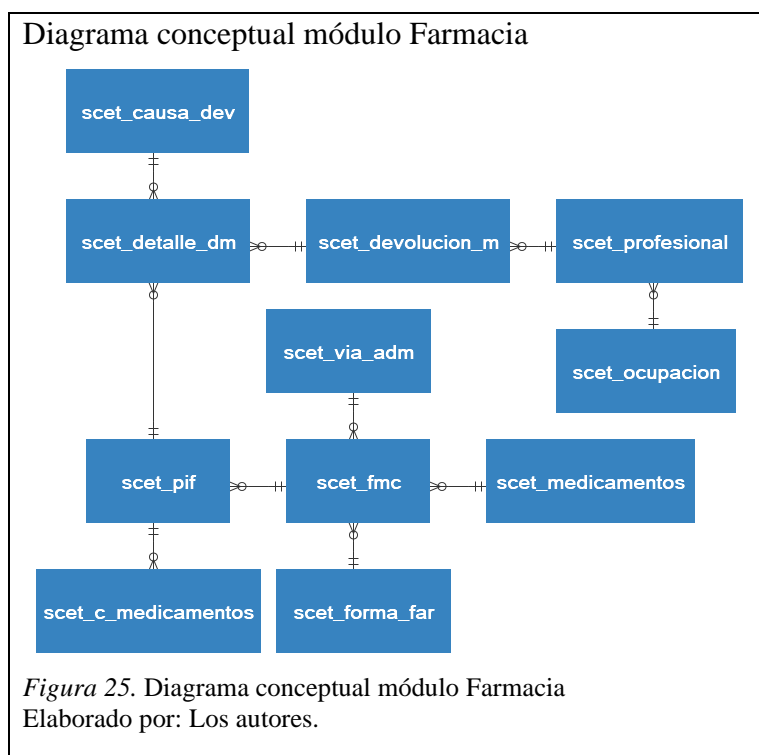 Diagrama conceptual módulo Farmacia
scet_causa_dev
scet_detalle_dm
scet_devolucion_m
scet_profesional
scet_via_adm
scet_ocupacion
scet_pif
scet_fmc
scet_medicamentos
scet_c_medicamentos
scet_forma_far
Figura 25. Diagrama conceptual módulo Farmacia
Elaborado por: Los autores.